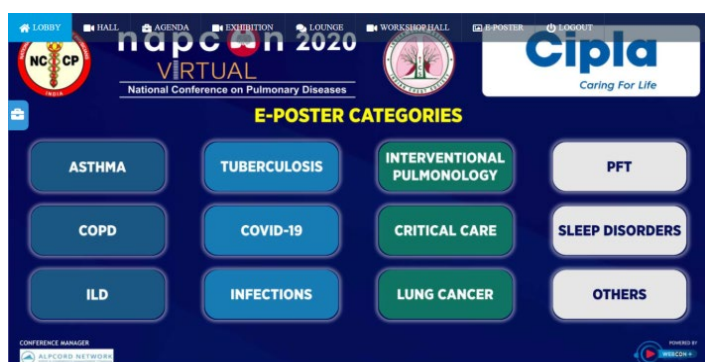 LOBBY
HALL
AGENDA
EXHIBITION
LOUNGE
WORKSHOP HALL
E-POSTER
LOGOUT
NC CP
INDIA
napcon 2020
VIRTUAL
National Conference on Pulmonary Diseases
Cipla
Caring For Life
E-POSTER CATEGORIES
ASTHMA
TUBERCULOSIS
INTERVENTIONAL
PULMONOLOGY
PFT
COPD
COVID-19
CRITICAL CARE
SLEEP DISORDERS
ILD
INFECTIONS
LUNG CANCER
OTHERS
CONFERENCE MANAGER
ALPCORD NETWORK
POWERED BY
WEBCON +